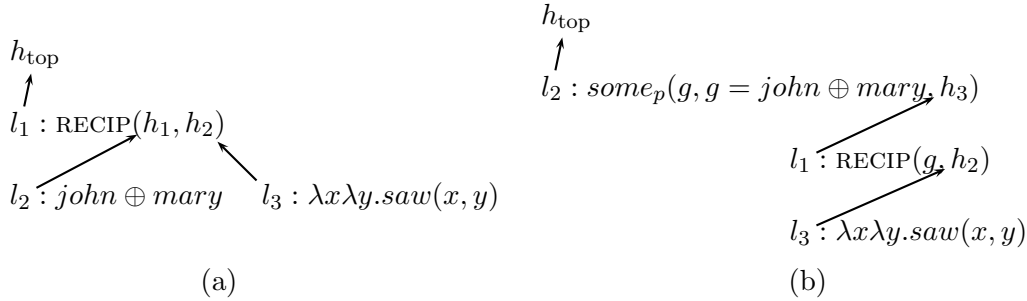 h_top
l_1 : RECIP(h_1, h_2)
l_2 : john ⊕ mary
l_3 : λxλy.saw(x, y)
(a)
h_top
l_2 : some_p(g, g = john ⊕ mary, h_3)
l_1 : RECIP(g, h_2)
l_3 : λxλy.saw(x, y)
(b)